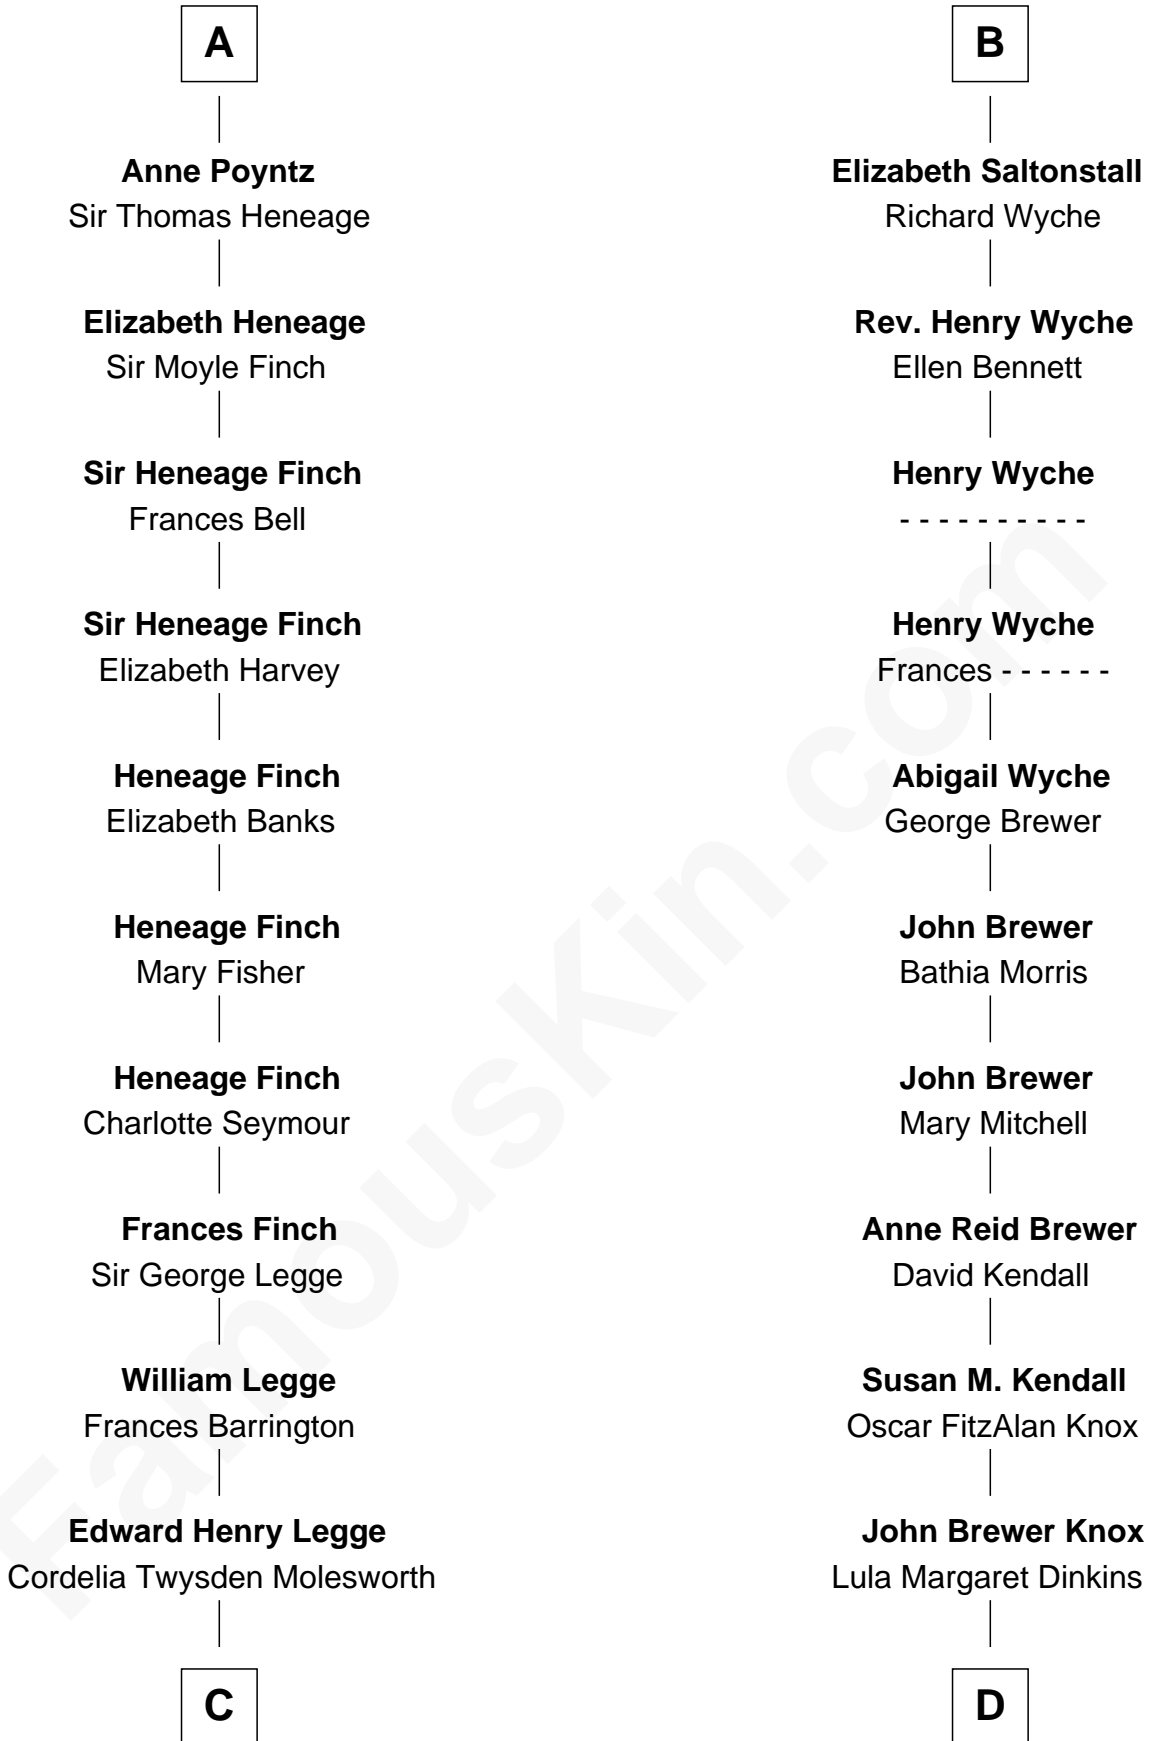 A
Anne Poyntz
Sir Thomas Heneage
Elizabeth Heneage
Sir Moyle Finch
Sir Heneage Finch
Frances Bell
Sir Heneage Finch
Elizabeth Harvey
Heneage Finch
Elizabeth Banks
Heneage Finch
Mary Fisher
Heneage Finch
Charlotte Seymour
Frances Finch
Sir George Legge
William Legge
Frances Barrington
Edward Henry Legge
Cordelia Twysden Molesworth
C
B
Elizabeth Saltonstall
Richard Wyche
Rev. Henry Wyche
Ellen Bennett
Henry Wyche
- - - - - - - - - -
Henry Wyche
Frances - - - - - -
Abigail Wyche
George Brewer
John Brewer
Bathia Morris
John Brewer
Mary Mitchell
Anne Reid Brewer
David Kendall
Susan M. Kendall
Oscar FitzAlan Knox
John Brewer Knox
Lula Margaret Dinkins
D
FamousKin.com